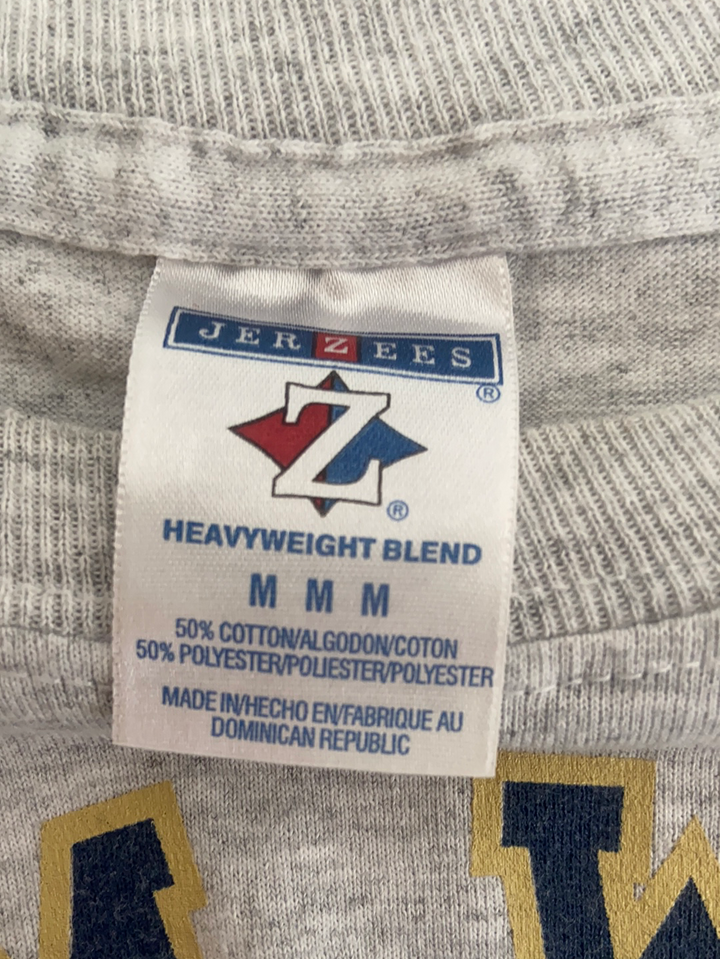 JERZEES
®
Z
®
HEAVYWEIGHT BLEND
M M M
50% COTTON/ALGODON/COTON
50% POLYESTER/POLIESTER/POLYESTER
MADE IN/HECHO EN/FABRIQUE AU
DOMINICAN REPUBLIC